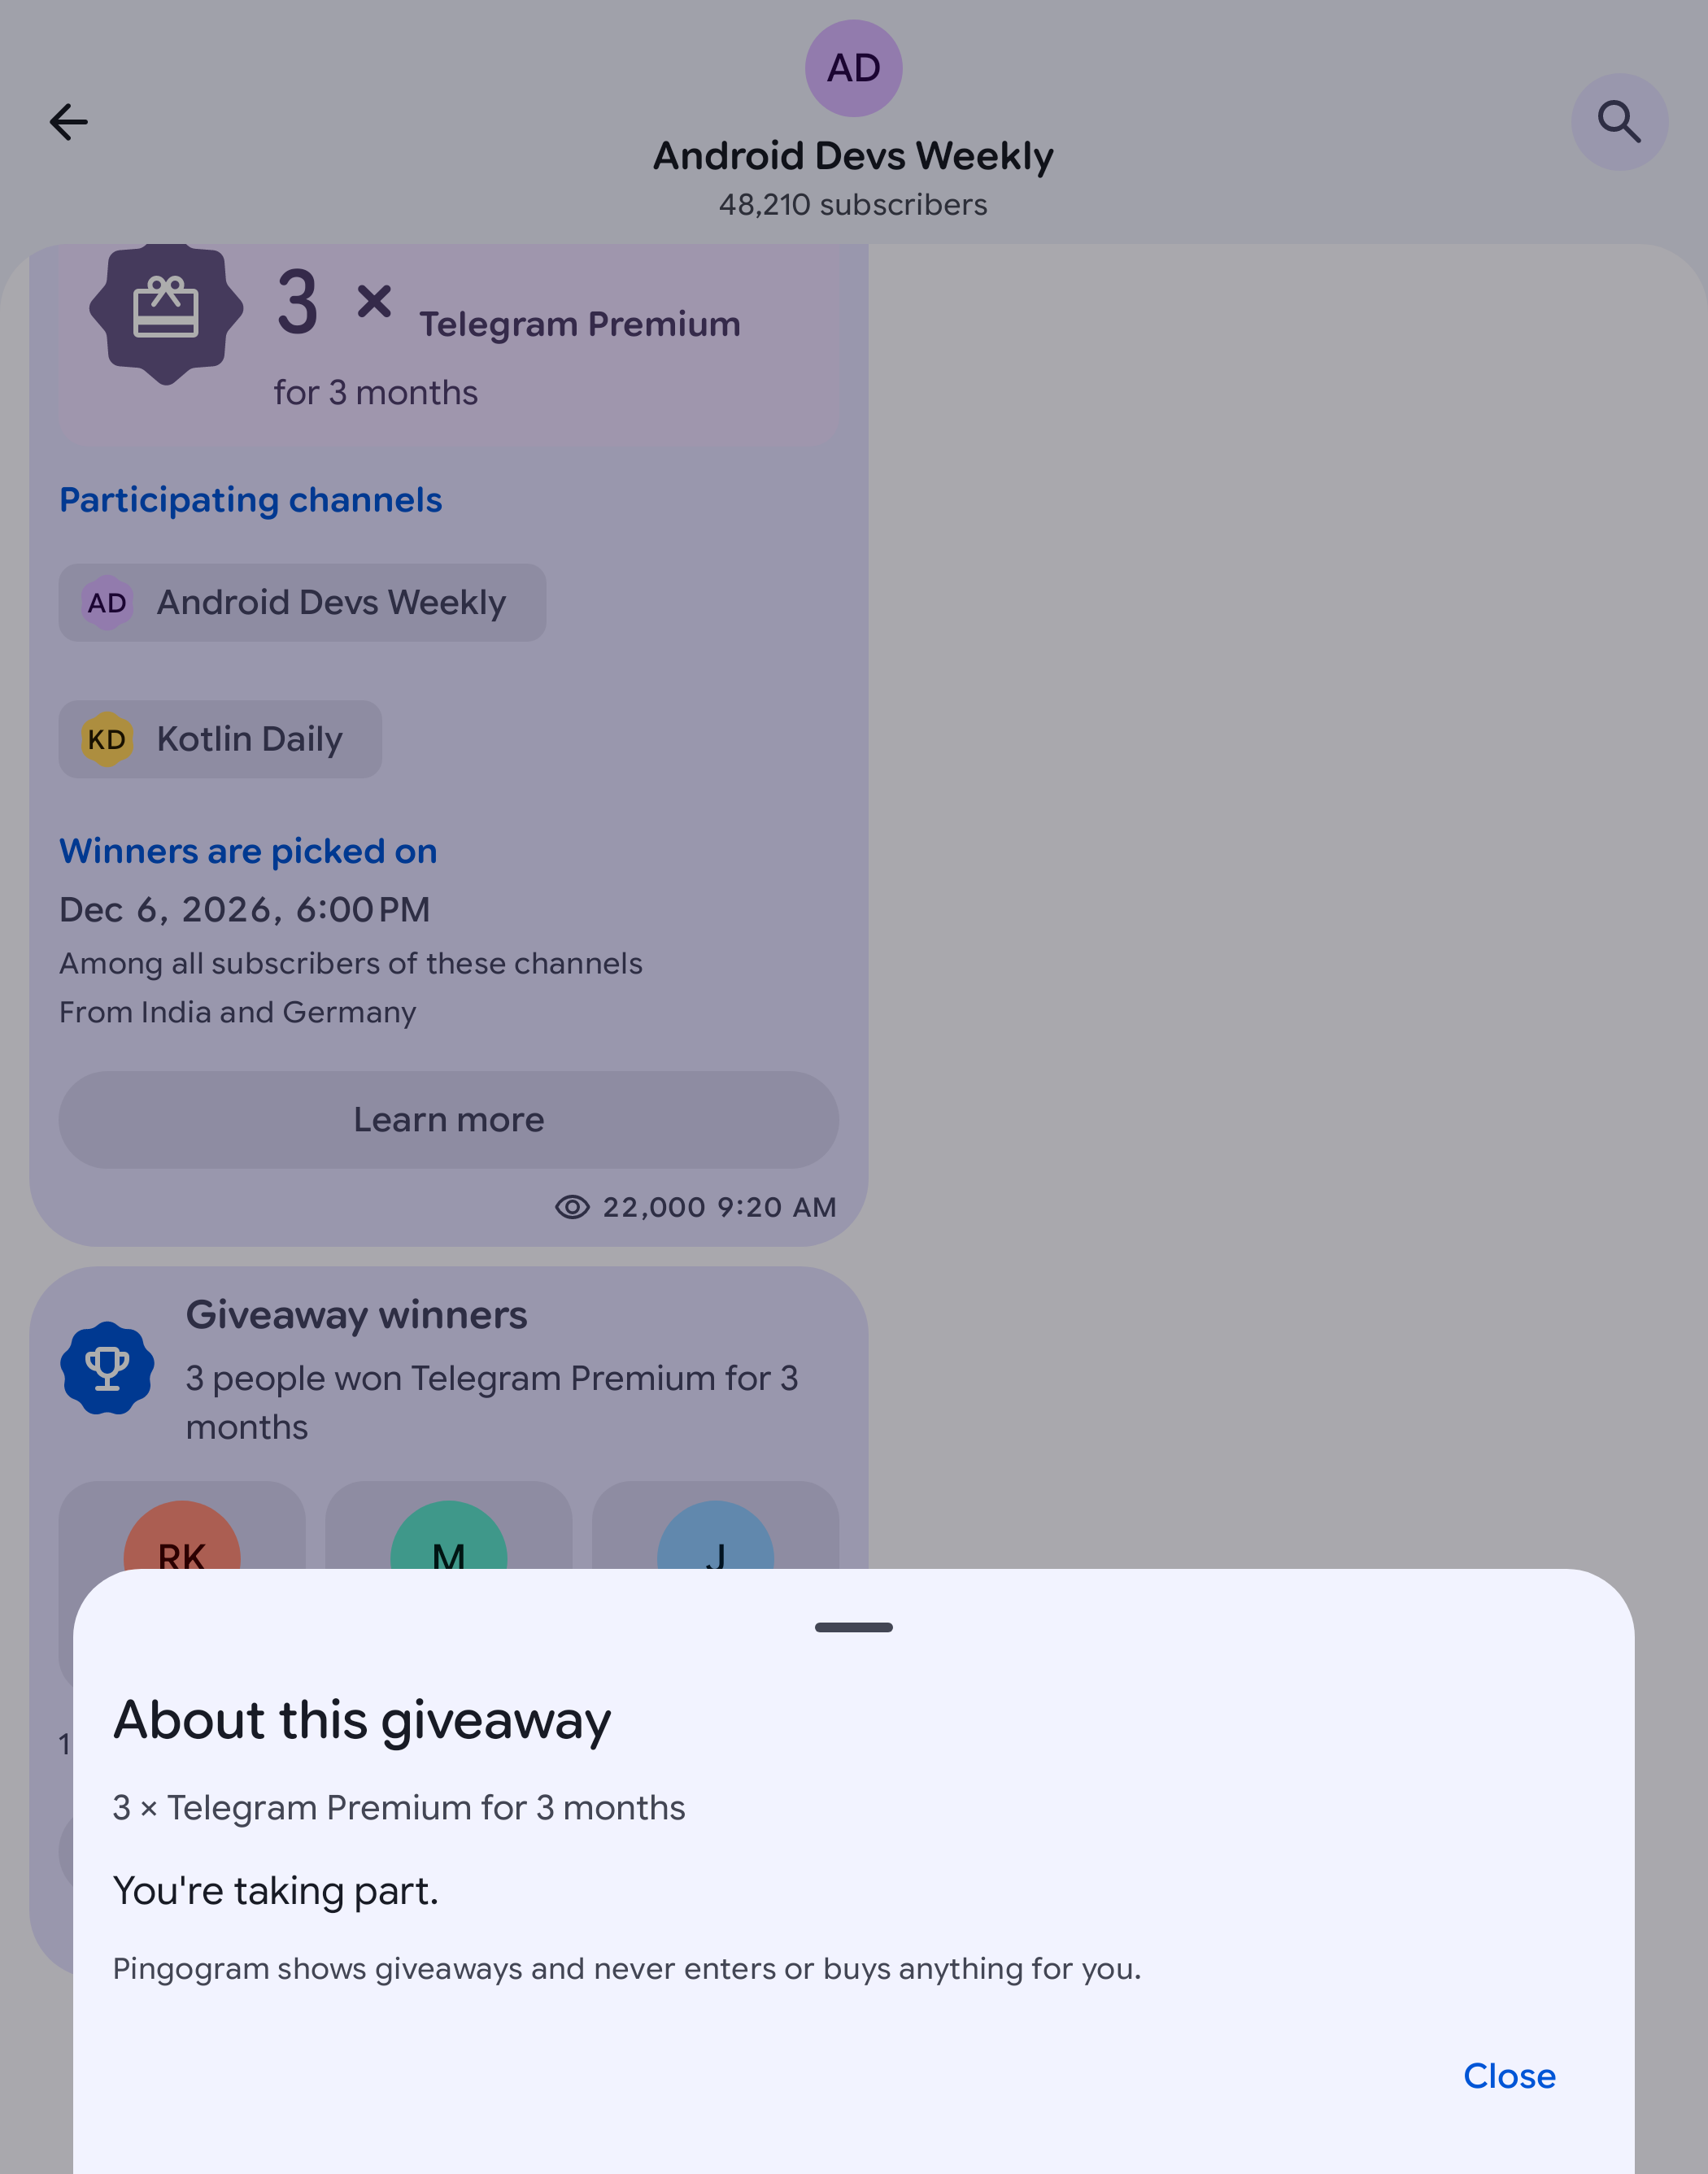 AD
Android Devs Weekly
48,210 subscribers
3 × Telegram Premium
for 3 months
Participating channels
AD Android Devs Weekly
KD Kotlin Daily
Winners are picked on
Dec 6, 2026, 6:00 PM
Among all subscribers of these channels
From India and Germany
Learn more
22,000 9:20 AM
Giveaway winners
3 people won Telegram Premium for 3
months
RK M J
1
About this giveaway
3 × Telegram Premium for 3 months
You're taking part.
Pingogram shows giveaways and never enters or buys anything for you.
Close